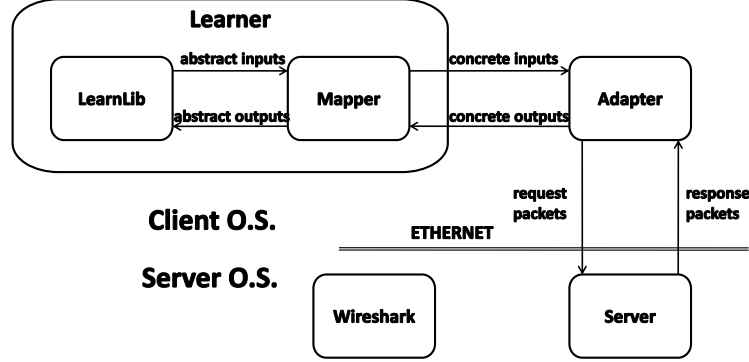 Learner
abstract inputs
concrete inputs
LearnLib
Mapper
Adapter
abstract outputs
concrete outputs
request
packets
response
packets
Client O.S.
ETHERNET
Server O.S.
Wireshark
Server